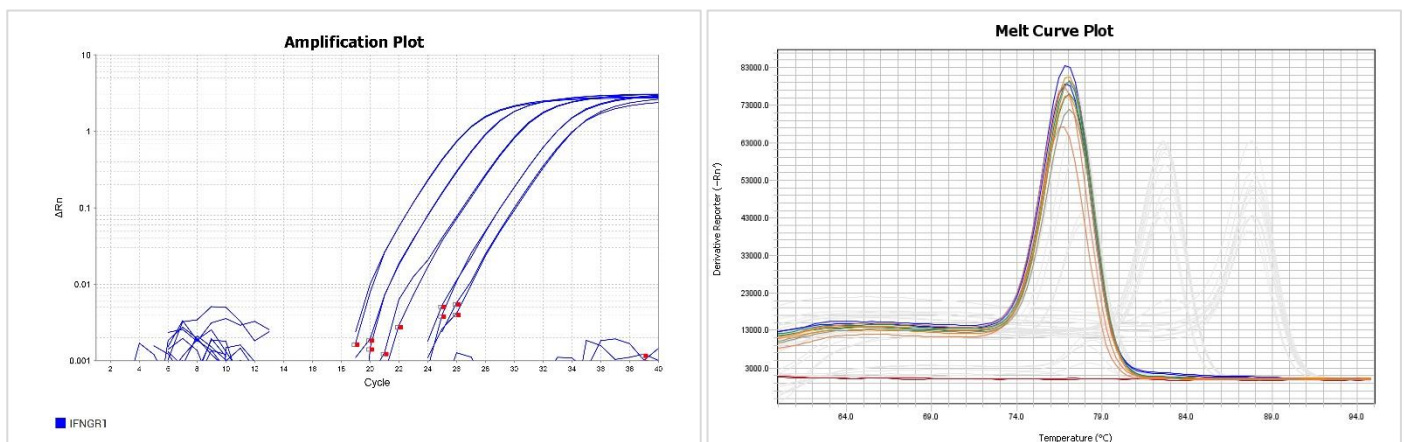 Amplification Plot
10
1
0.1
0.01
0.001
ΔRn
2 4 6 8 10 12 14 16 18 20 22 24 26 28 30 32 34 36 38 40
Cycle
IFNGR1
Melt Curve Plot
83000.0
73000.0
63000.0
53000.0
43000.0
33000.0
23000.0
13000.0
3000.0
Derivative Reporter (-Rn')
64.0 69.0 74.0 79.0 84.0 89.0 94.0
Temperature (°C)